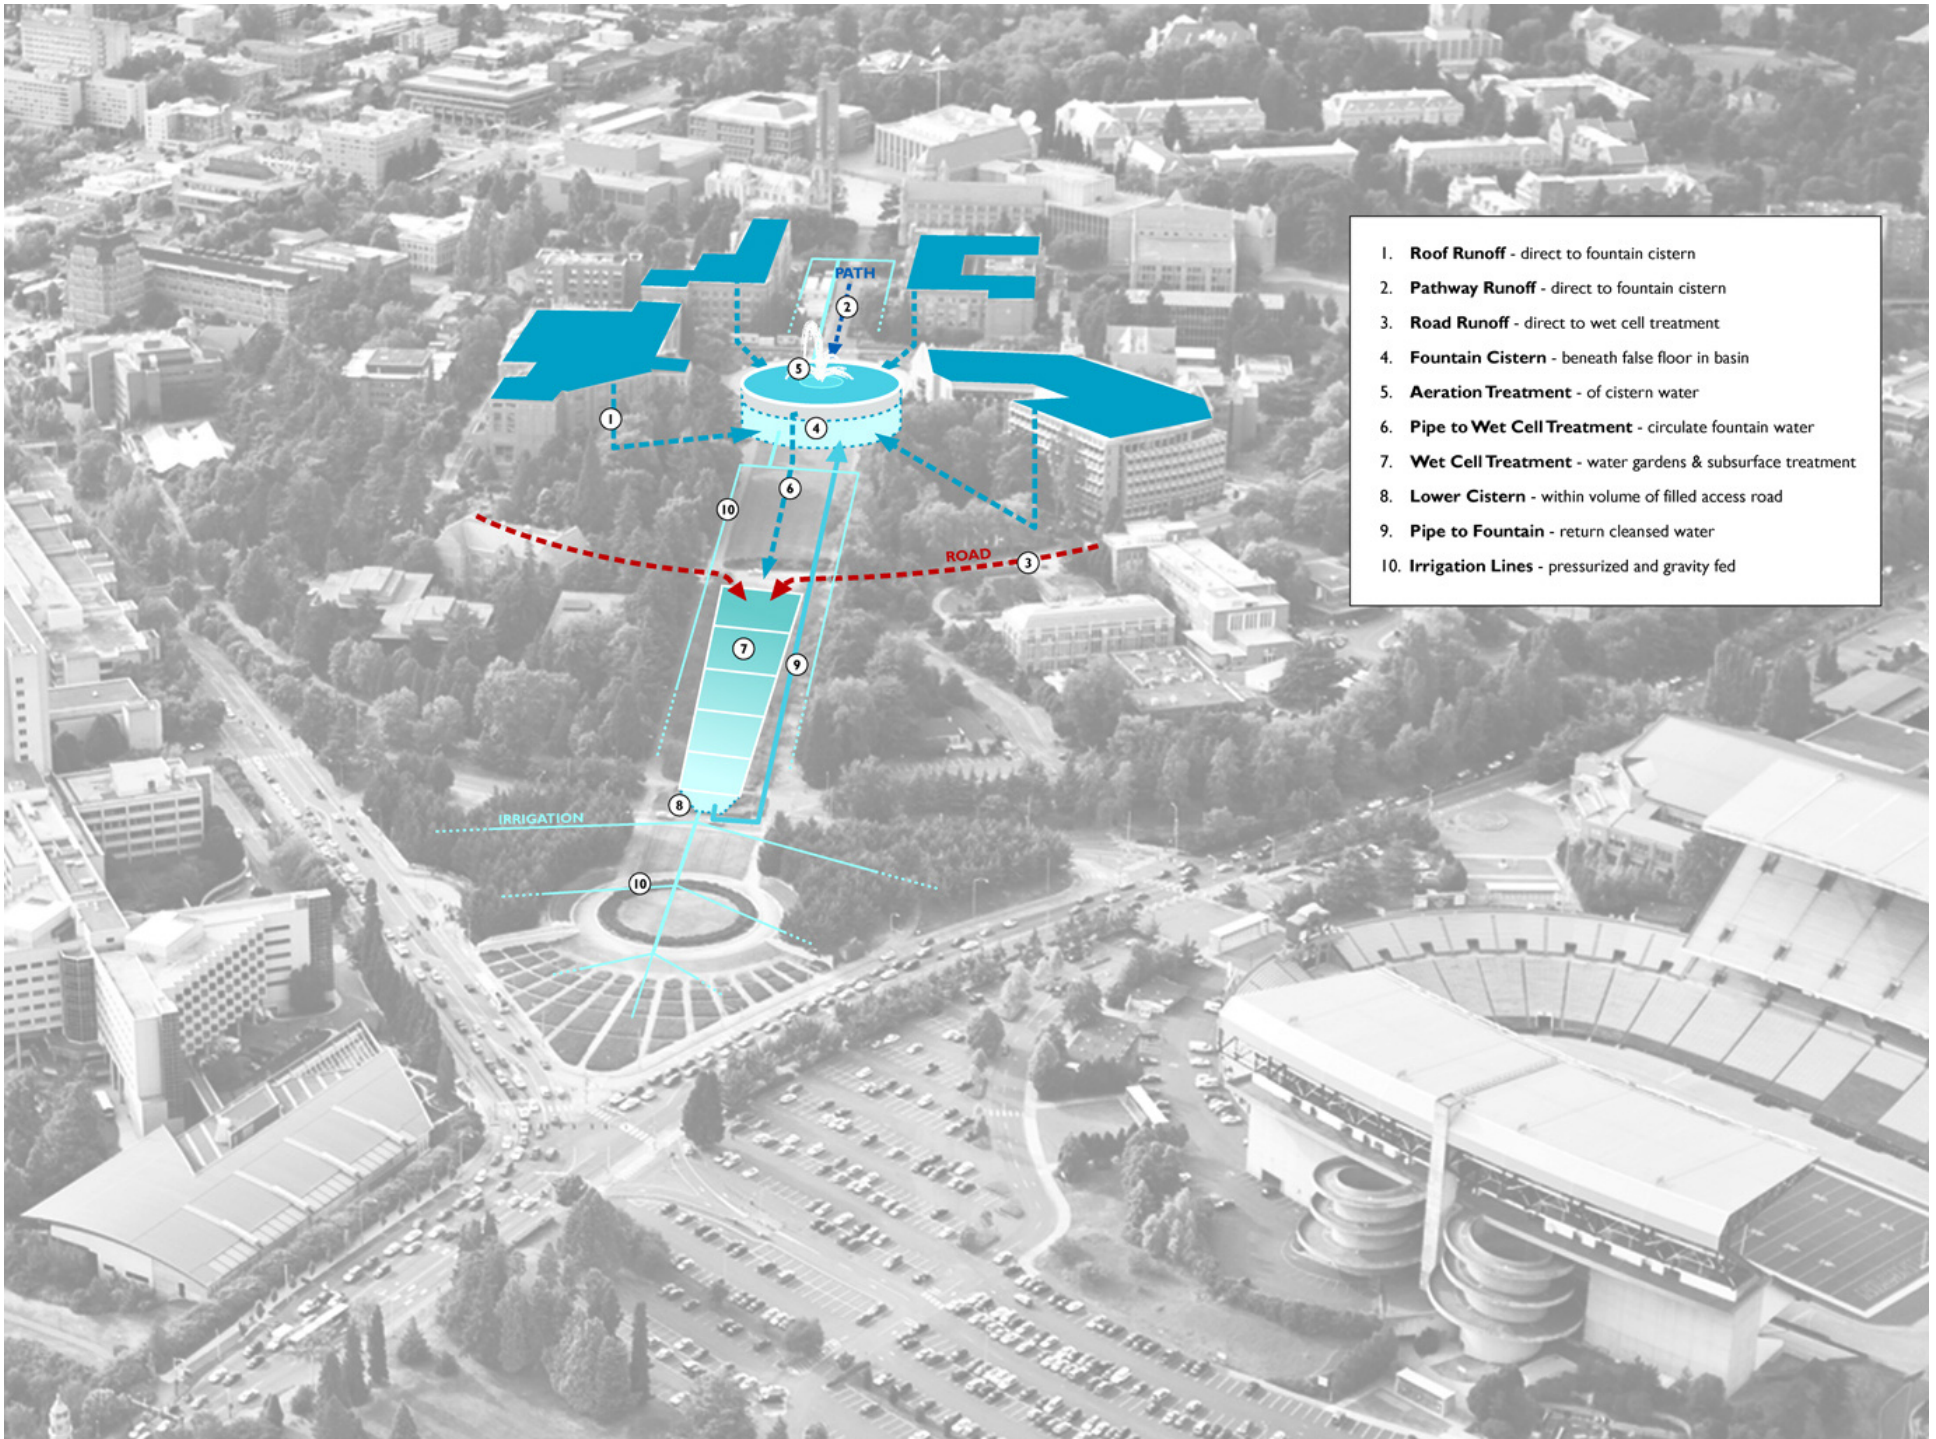 PATH
2
5
1
4
6
10
ROAD
3
7
9
8
IRRIGATION
10
1. Roof Runoff - direct to fountain cistern
2. Pathway Runoff - direct to fountain cistern
3. Road Runoff - direct to wet cell treatment
4. Fountain Cistern - beneath false floor in basin
5. Aeration Treatment - of cistern water
6. Pipe to Wet Cell Treatment - circulate fountain water
7. Wet Cell Treatment - water gardens & subsurface treatment
8. Lower Cistern - within volume of filled access road
9. Pipe to Fountain - return cleansed water
10. Irrigation Lines - pressurized and gravity fed